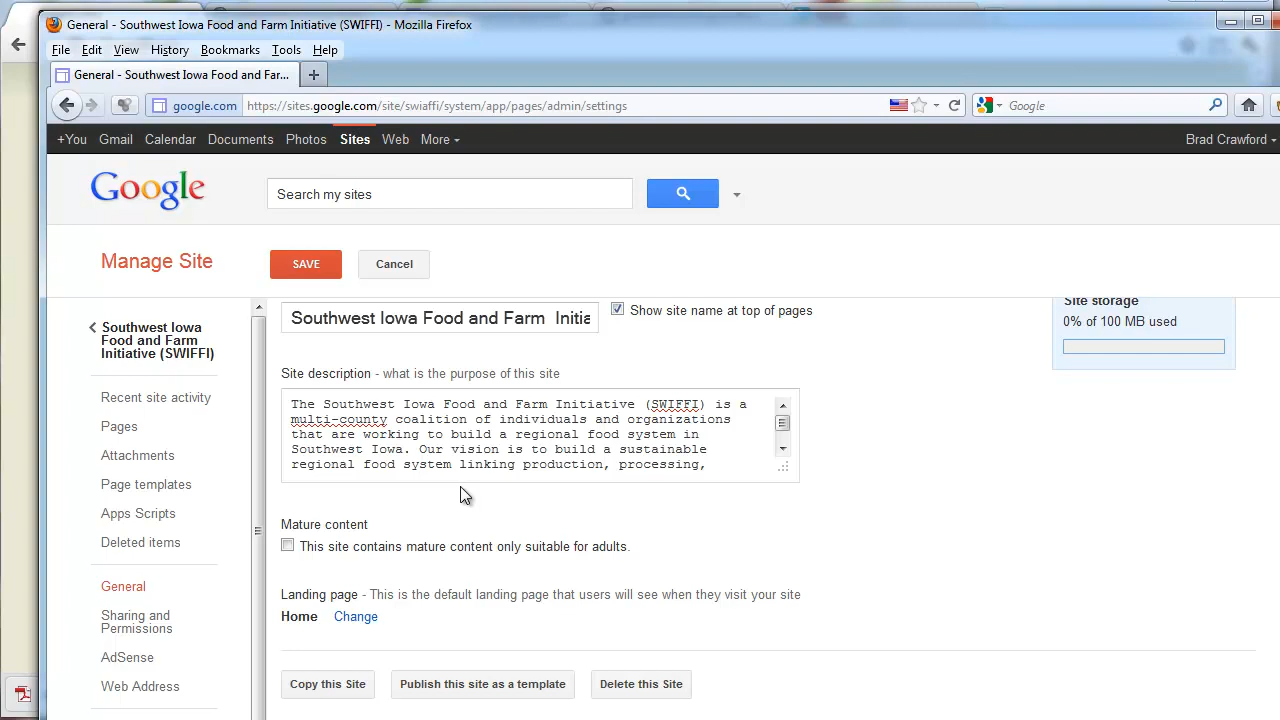 General - Southwest Iowa Food and Farm Initiative (SWIFFI) - Mozilla Firefox
File Edit View History Bookmarks Tools Help
General - Southwest Iowa Food and Far...
google.com https://sites.google.com/site/swiaffi/system/app/pages/admin/settings Google
+You Gmail Calendar Documents Photos Sites Web More Brad Crawford
Google Search my sites
Manage Site SAVE Cancel
Southwest Iowa Food and Farm Initia Show site name at top of pages
Site storage
0% of 100 MB used
Southwest Iowa
Food and Farm
Initiative (SWIFFI)
Recent site activity
Pages
Attachments
Page templates
Apps Scripts
Deleted items
General
Sharing and
Permissions
AdSense
Web Address
Site description - what is the purpose of this site
The Southwest Iowa Food and Farm Initiative (SWIFFI) is a
multi-county coalition of individuals and organizations
that are working to build a regional food system in
Southwest Iowa. Our vision is to build a sustainable
regional food system linking production, processing,
Mature content
This site contains mature content only suitable for adults.
Landing page - This is the default landing page that users will see when they visit your site
Home Change
Copy this Site Publish this site as a template Delete this Site